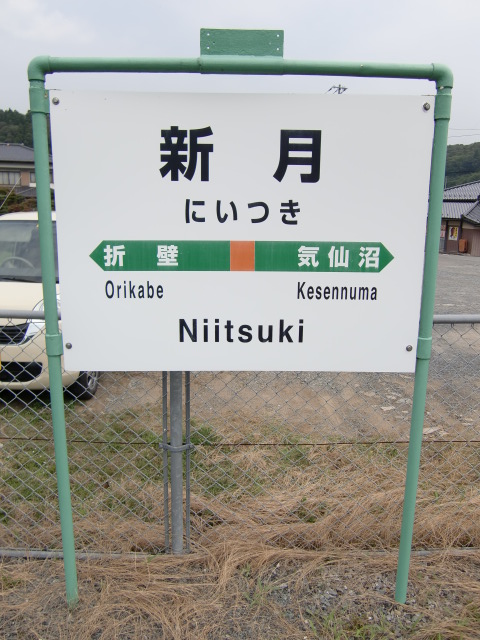 新月
にいつき
折壁 気仙沼
Orikabe Kesennuma
Niitsuki